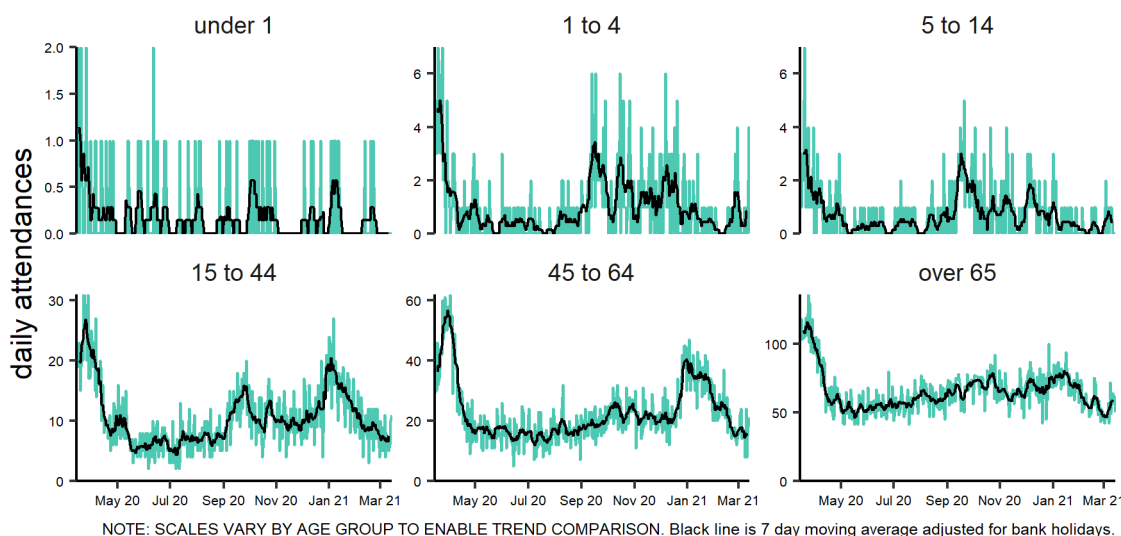 under 1
1 to 4
5 to 14
2.0
1.5
1.0
0.5
0.0
6
4
2
0
6
4
2
0
daily attendances
15 to 44
45 to 64
over 65
30
20
10
0
60
40
20
0
100
50
0
May 20 Jul 20 Sep 20 Nov 20 Jan 21 Mar 21
May 20 Jul 20 Sep 20 Nov 20 Jan 21 Mar 21
May 20 Jul 20 Sep 20 Nov 20 Jan 21 Mar 2
NOTE: SCALES VARY BY AGE GROUP TO ENABLE TREND COMPARISON. Black line is 7 day moving average adjusted for bank holidays.